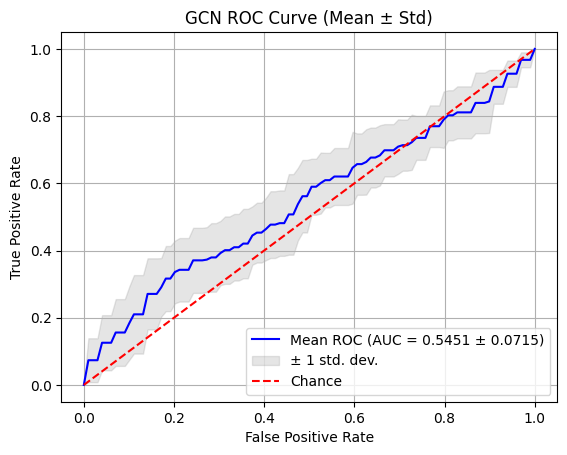 GCN ROC Curve (Mean ± Std)
True Positive Rate
1.0
0.8
0.6
0.4
0.2
0.0
Mean ROC (AUC = 0.5451 ± 0.0715)
± 1 std. dev.
Chance
0.0 0.2 0.4 0.6 0.8 1.0
False Positive Rate